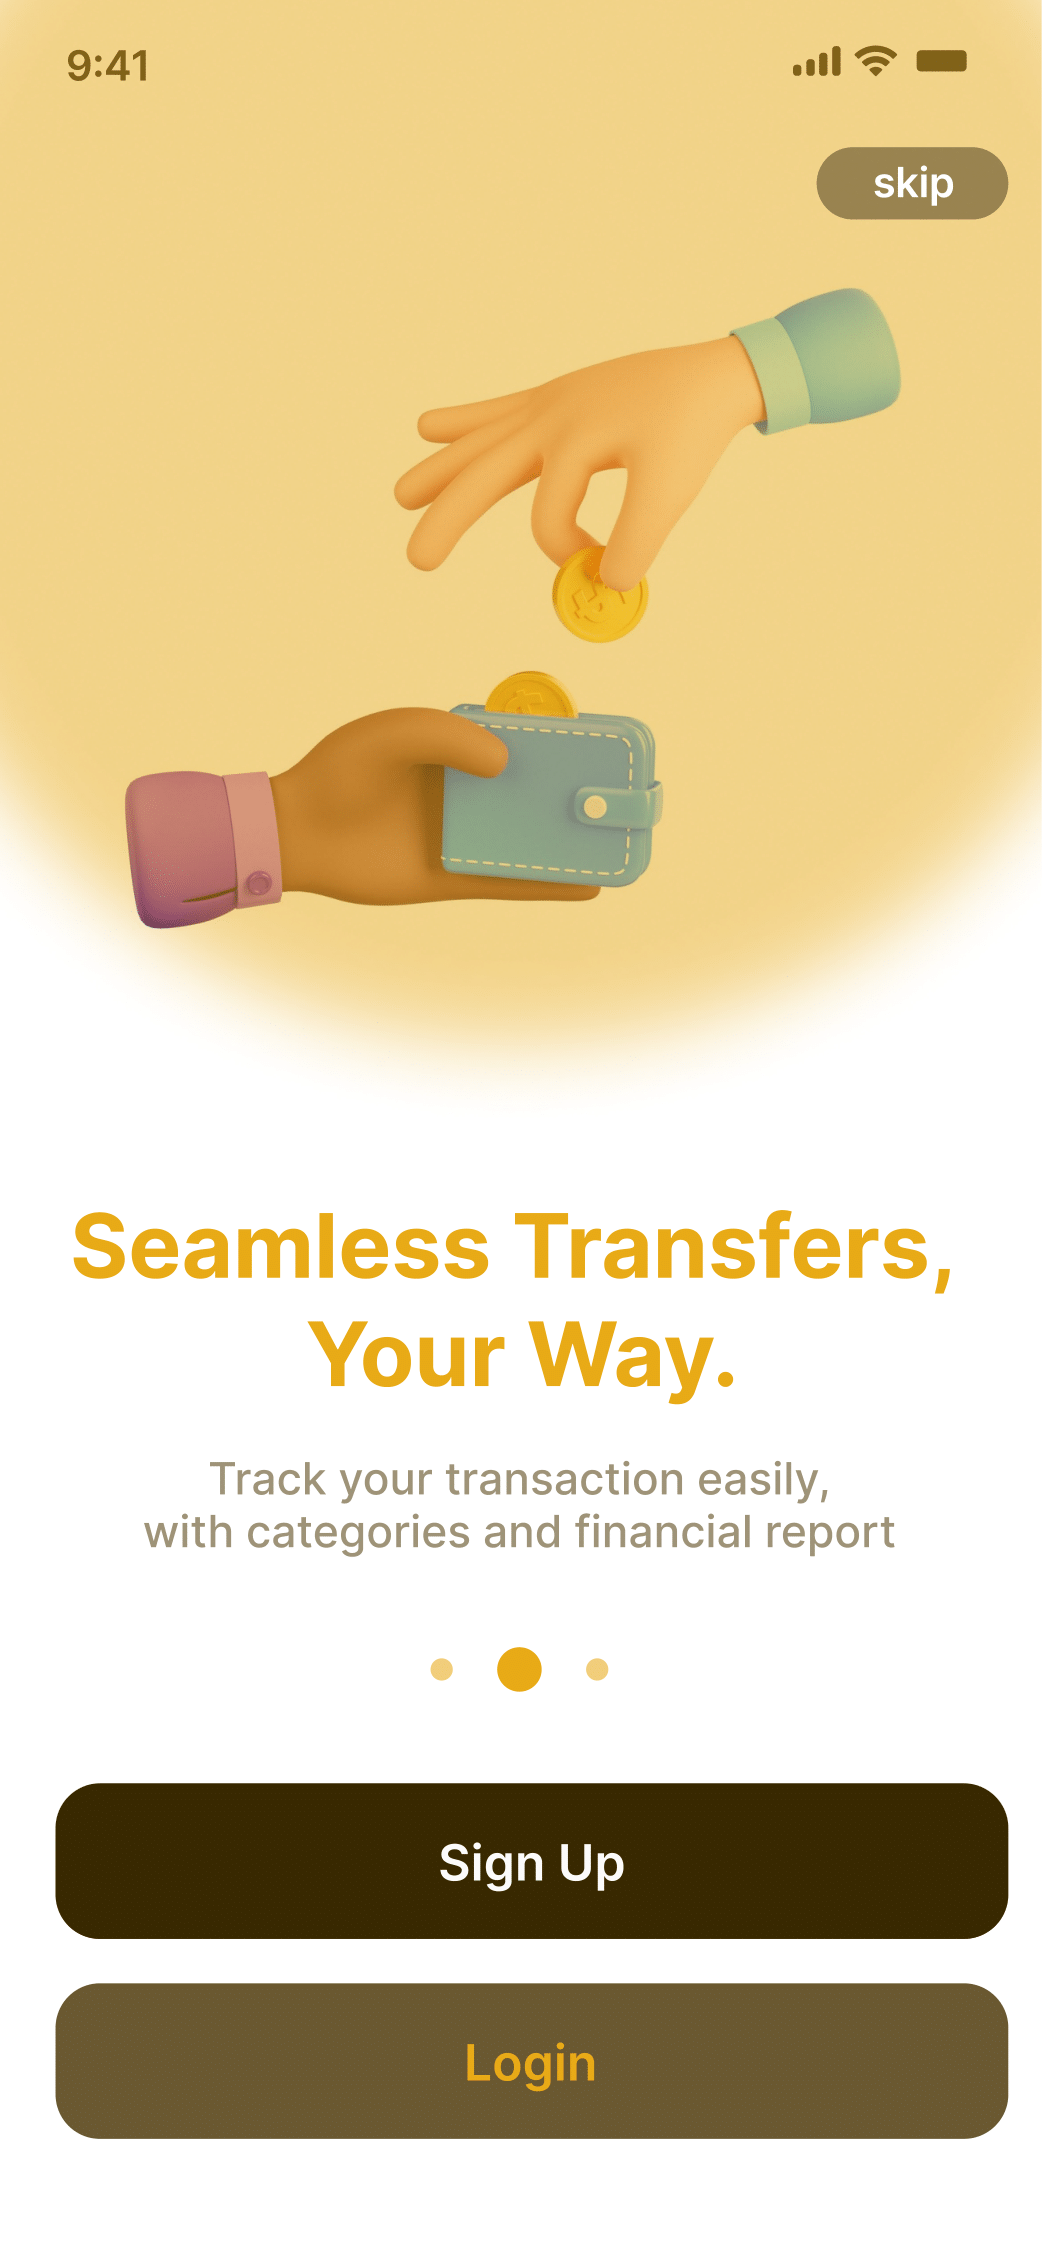 9:41
skip
Seamless Transfers,
Your Way.
Track your transaction easily,
with categories and financial report
Sign Up
Login